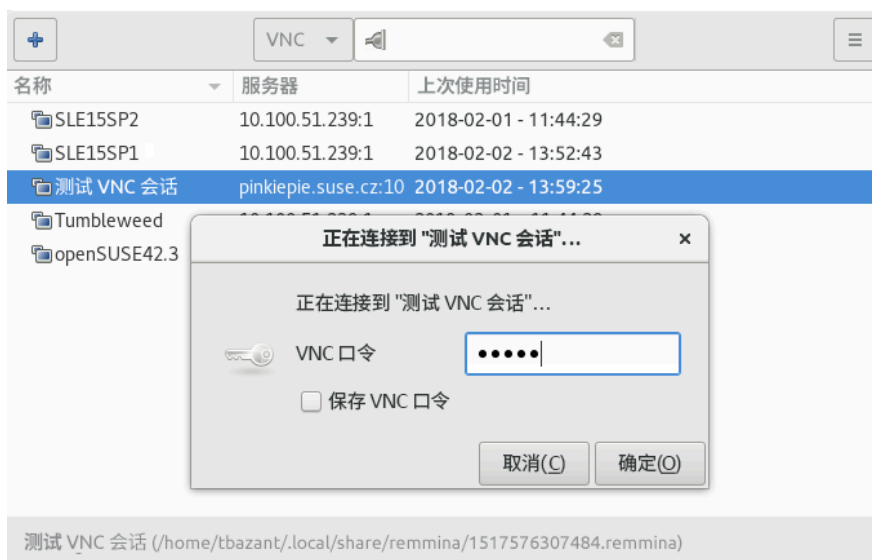 VNC
名称 服务器 上次使用时间
SLE15SP2 10.100.51.239:1 2018-02-01 - 11:44:29
SLE15SP1 10.100.51.239:1 2018-02-02 - 13:52:43
测试 VNC 会话 pinkiepie.suse.cz:10 2018-02-02 - 13:59:25
Tumbleweed
openSUSE42.3
正在连接到 "测试 VNC 会话"...
正在连接到 "测试 VNC 会话"...
VNC 口令 •••••
保存 VNC 口令
取消(C) 确定(O)
测试 VNC 会话 (/home/tbazant/.local/share/remmina/1517576307484.remmina)